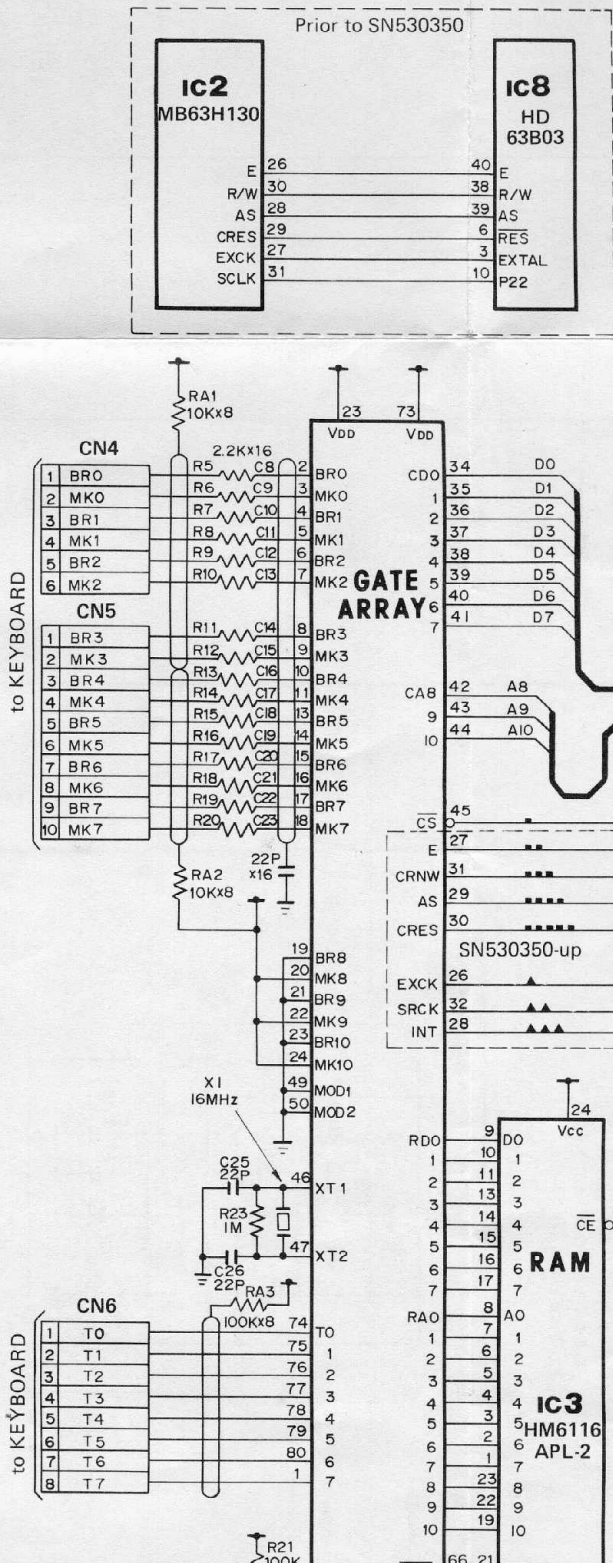 Prior to SN530350
IC2
MB63H130
IC8
HD
63B03
E 26 40 E
R/W 30 38 R/W
AS 28 39 AS
CRES 29 6 RES
EXCK 27 3 EXTAL
SCLK 31 10 P22
RA1
10K×8
23 73
VDD VDD
CN4
2.2K×16
1 BR0 R5 C8 2 BR0
2 MK0 R6 C9 3 MK0
3 BR1 R7 C10 4 BR1
4 MK1 R8 C11 5 MK1
5 BR2 R9 C12 6 BR2
6 MK2 R10 C13 7 MK2
GATE
ARRAY
CD0 34 D0
1 35 D1
2 36 D2
3 37 D3
4 38 D4
5 39 D5
6 40 D6
7 41 D7
to KEYBOARD
CN5
1 BR3 R11 C14 8 BR3
2 MK3 R12 C15 9 MK3
3 BR4 R13 C16 10 BR4
4 MK4 R14 C17 11 MK4
5 BR5 R15 C18 13 BR5
6 MK5 R16 C19 14 MK5
7 BR6 R17 C20 15 BR6
8 MK6 R18 C21 16 MK6
9 BR7 R19 C22 17 BR7
10 MK7 R20 C23 18 MK7
CA8 42 A8
9 43 A9
10 44 A10
CS 45
E 27
CRNW 31
AS 29
CRES 30
SN530350-up
EXCK 26
SRCK 32
INT 28
RA2
10K×8
22P
×16
19 BR8
20 MK8
21 BR9
22 MK9
23 BR10
24 MK10
49 MOD1
50 MOD2
X1
16MHz
C25
22P
46 XT1
R23
1M
47 XT2
C26
22P
RA3
100K×8
24
Vcc
RD0 9 D0
1 10 1
2 11 2
3 13 3
4 14 4
5 15 5
6 16 6
7 17 7
CE
RAM
RA0 8 A0
1 7 1
2 6 2
3 5 3
4 4 4
5 3 5
6 2 6
7 1 7
8 23 8
9 22 9
10 19 10
IC3
HM6116
APL-2
CN6
to KEYBOARD
1 T0 74 T0
2 T1 75 1
3 T2 76 2
4 T3 77 3
5 T4 78 4
6 T5 79 5
7 T6 80 6
8 T7 1 7
R21
100K
66 21